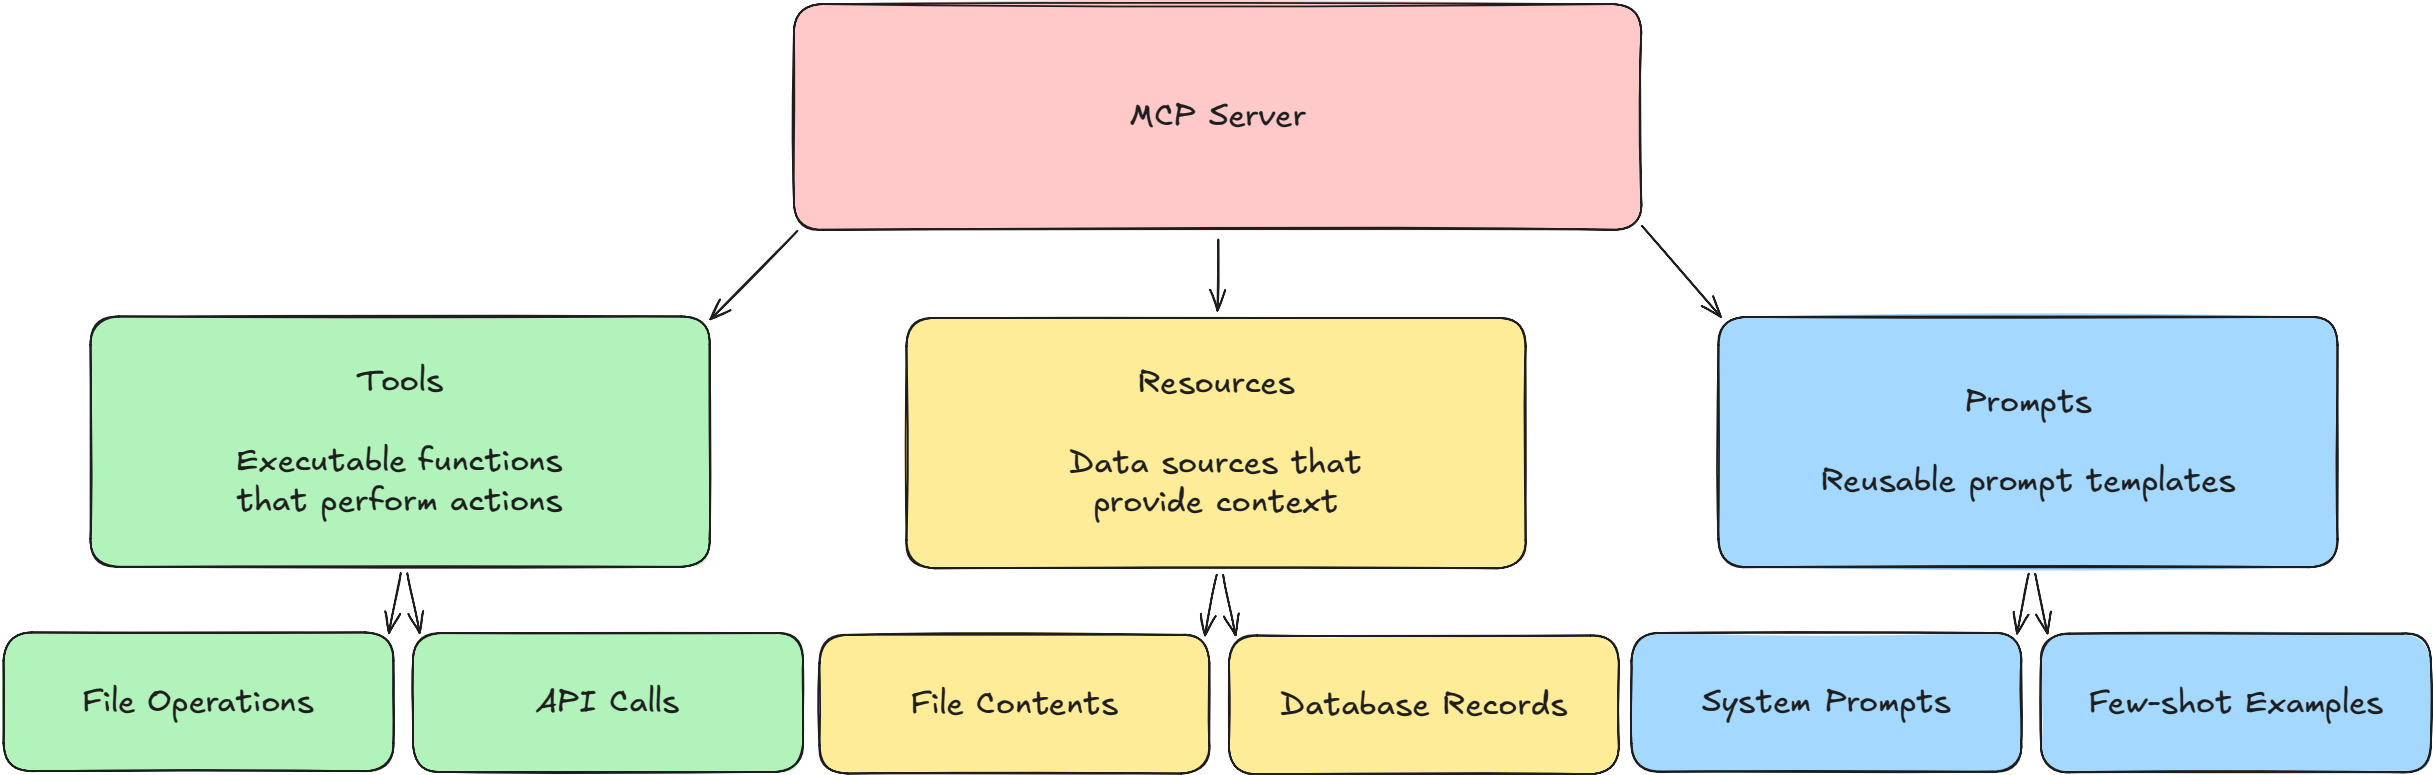 MCP Server
Tools
Executable functions
that perform actions
Resources
Data sources that
provide context
Prompts
Reusable prompt templates
File Operations
API Calls
File Contents
Database Records
System Prompts
Few-shot Examples